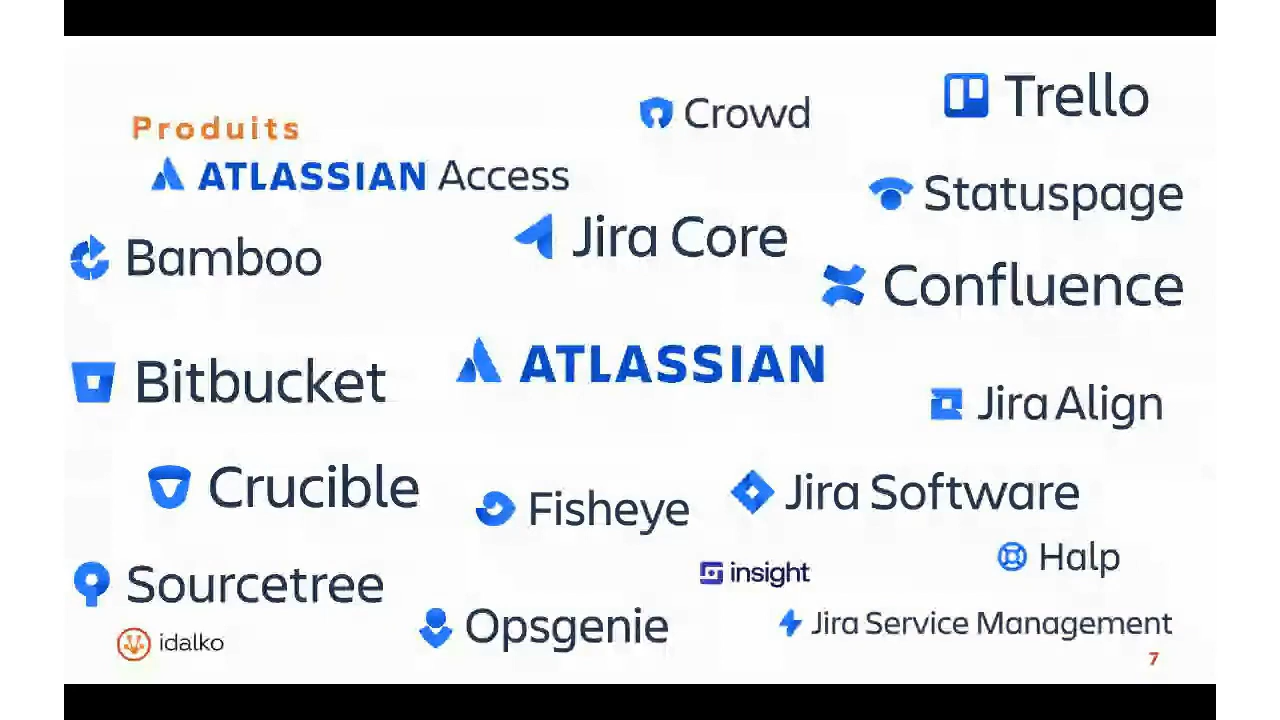 Produits
Crowd
Trello
ATLASSIAN Access
Statuspage
Bamboo
Jira Core
Confluence
Bitbucket
ATLASSIAN
Jira Align
Crucible
Fisheye
Jira Software
Halp
insight
Sourcetree
Opsgenie
Jira Service Management
idalko
7